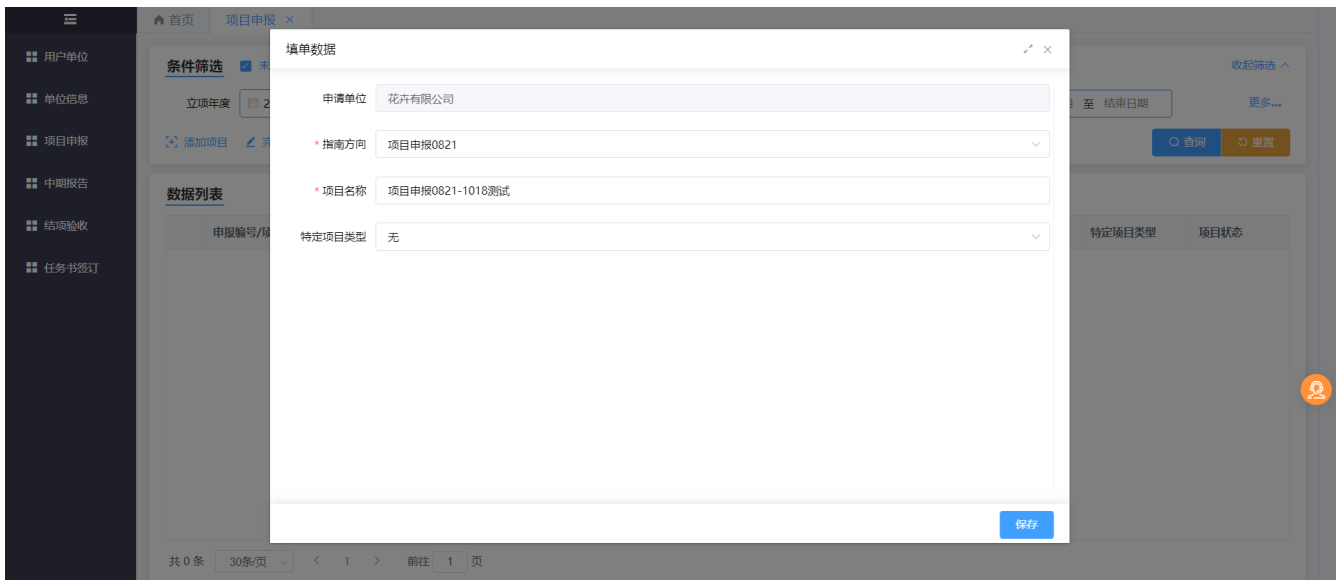 首页 项目申报 ×
填单数据
用户单位
条件筛选 未
收起筛选
单位信息
立项年度 2
申请单位 花卉有限公司
至 结束日期 更多...
项目申报
添加项目 完
* 指南方向 项目申报0821
查询 重置
中期报告
数据列表
* 项目名称 项目申报0821-1018测试
结项验收
申报编号/项
特定项目类型 无
特定项目类型 项目状态
任务书签订
保存
共 0 条 30条/页 < 1 > 前往 1 页